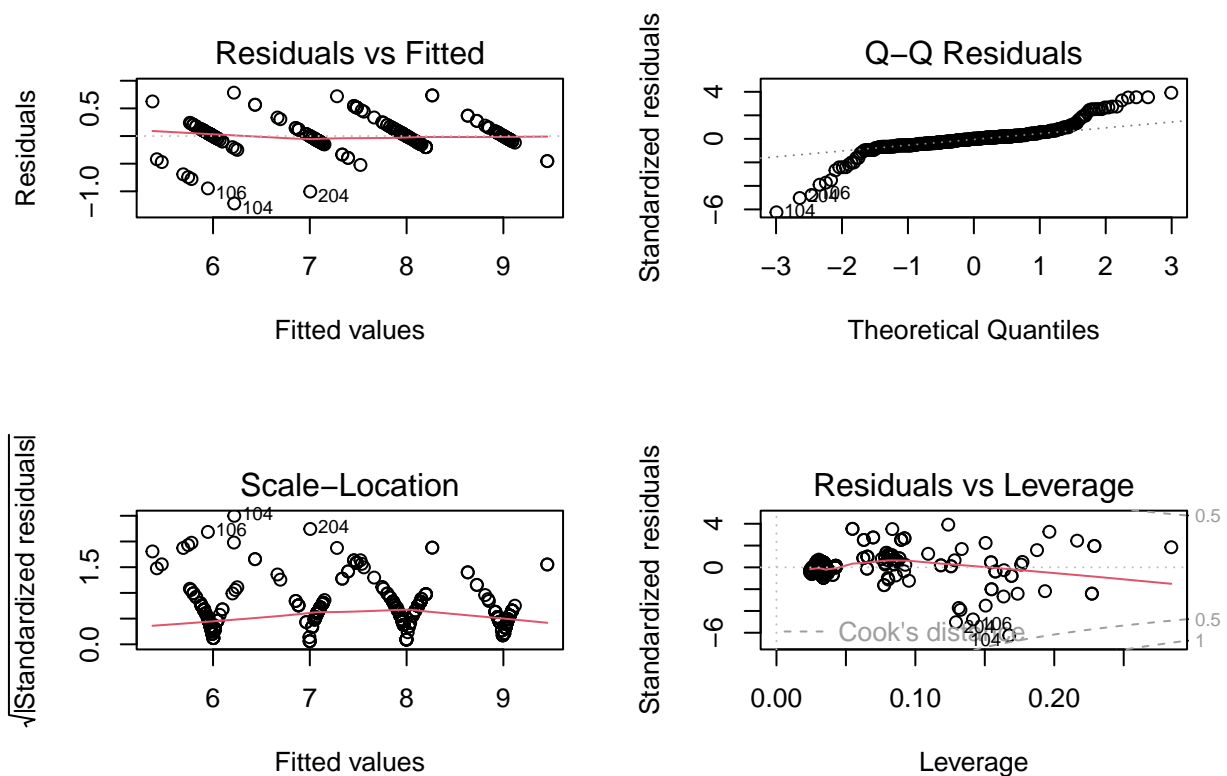 Residuals vs Fitted
Residuals
−1.0 0.5
106
104
204
6 7 8 9
Fitted values
Q−Q Residuals
Standardized residuals
−6 0 4
104
204
106
−3 −2 −1 0 1 2 3
Theoretical Quantiles
Scale−Location
√|Standardized residuals|
0.0 1.5
106
104
204
6 7 8 9
Fitted values
Residuals vs Leverage
Standardized residuals
−6 0 4
Cook's distance
204
106
104
0.5
0.5
1
0.00 0.10 0.20
Leverage